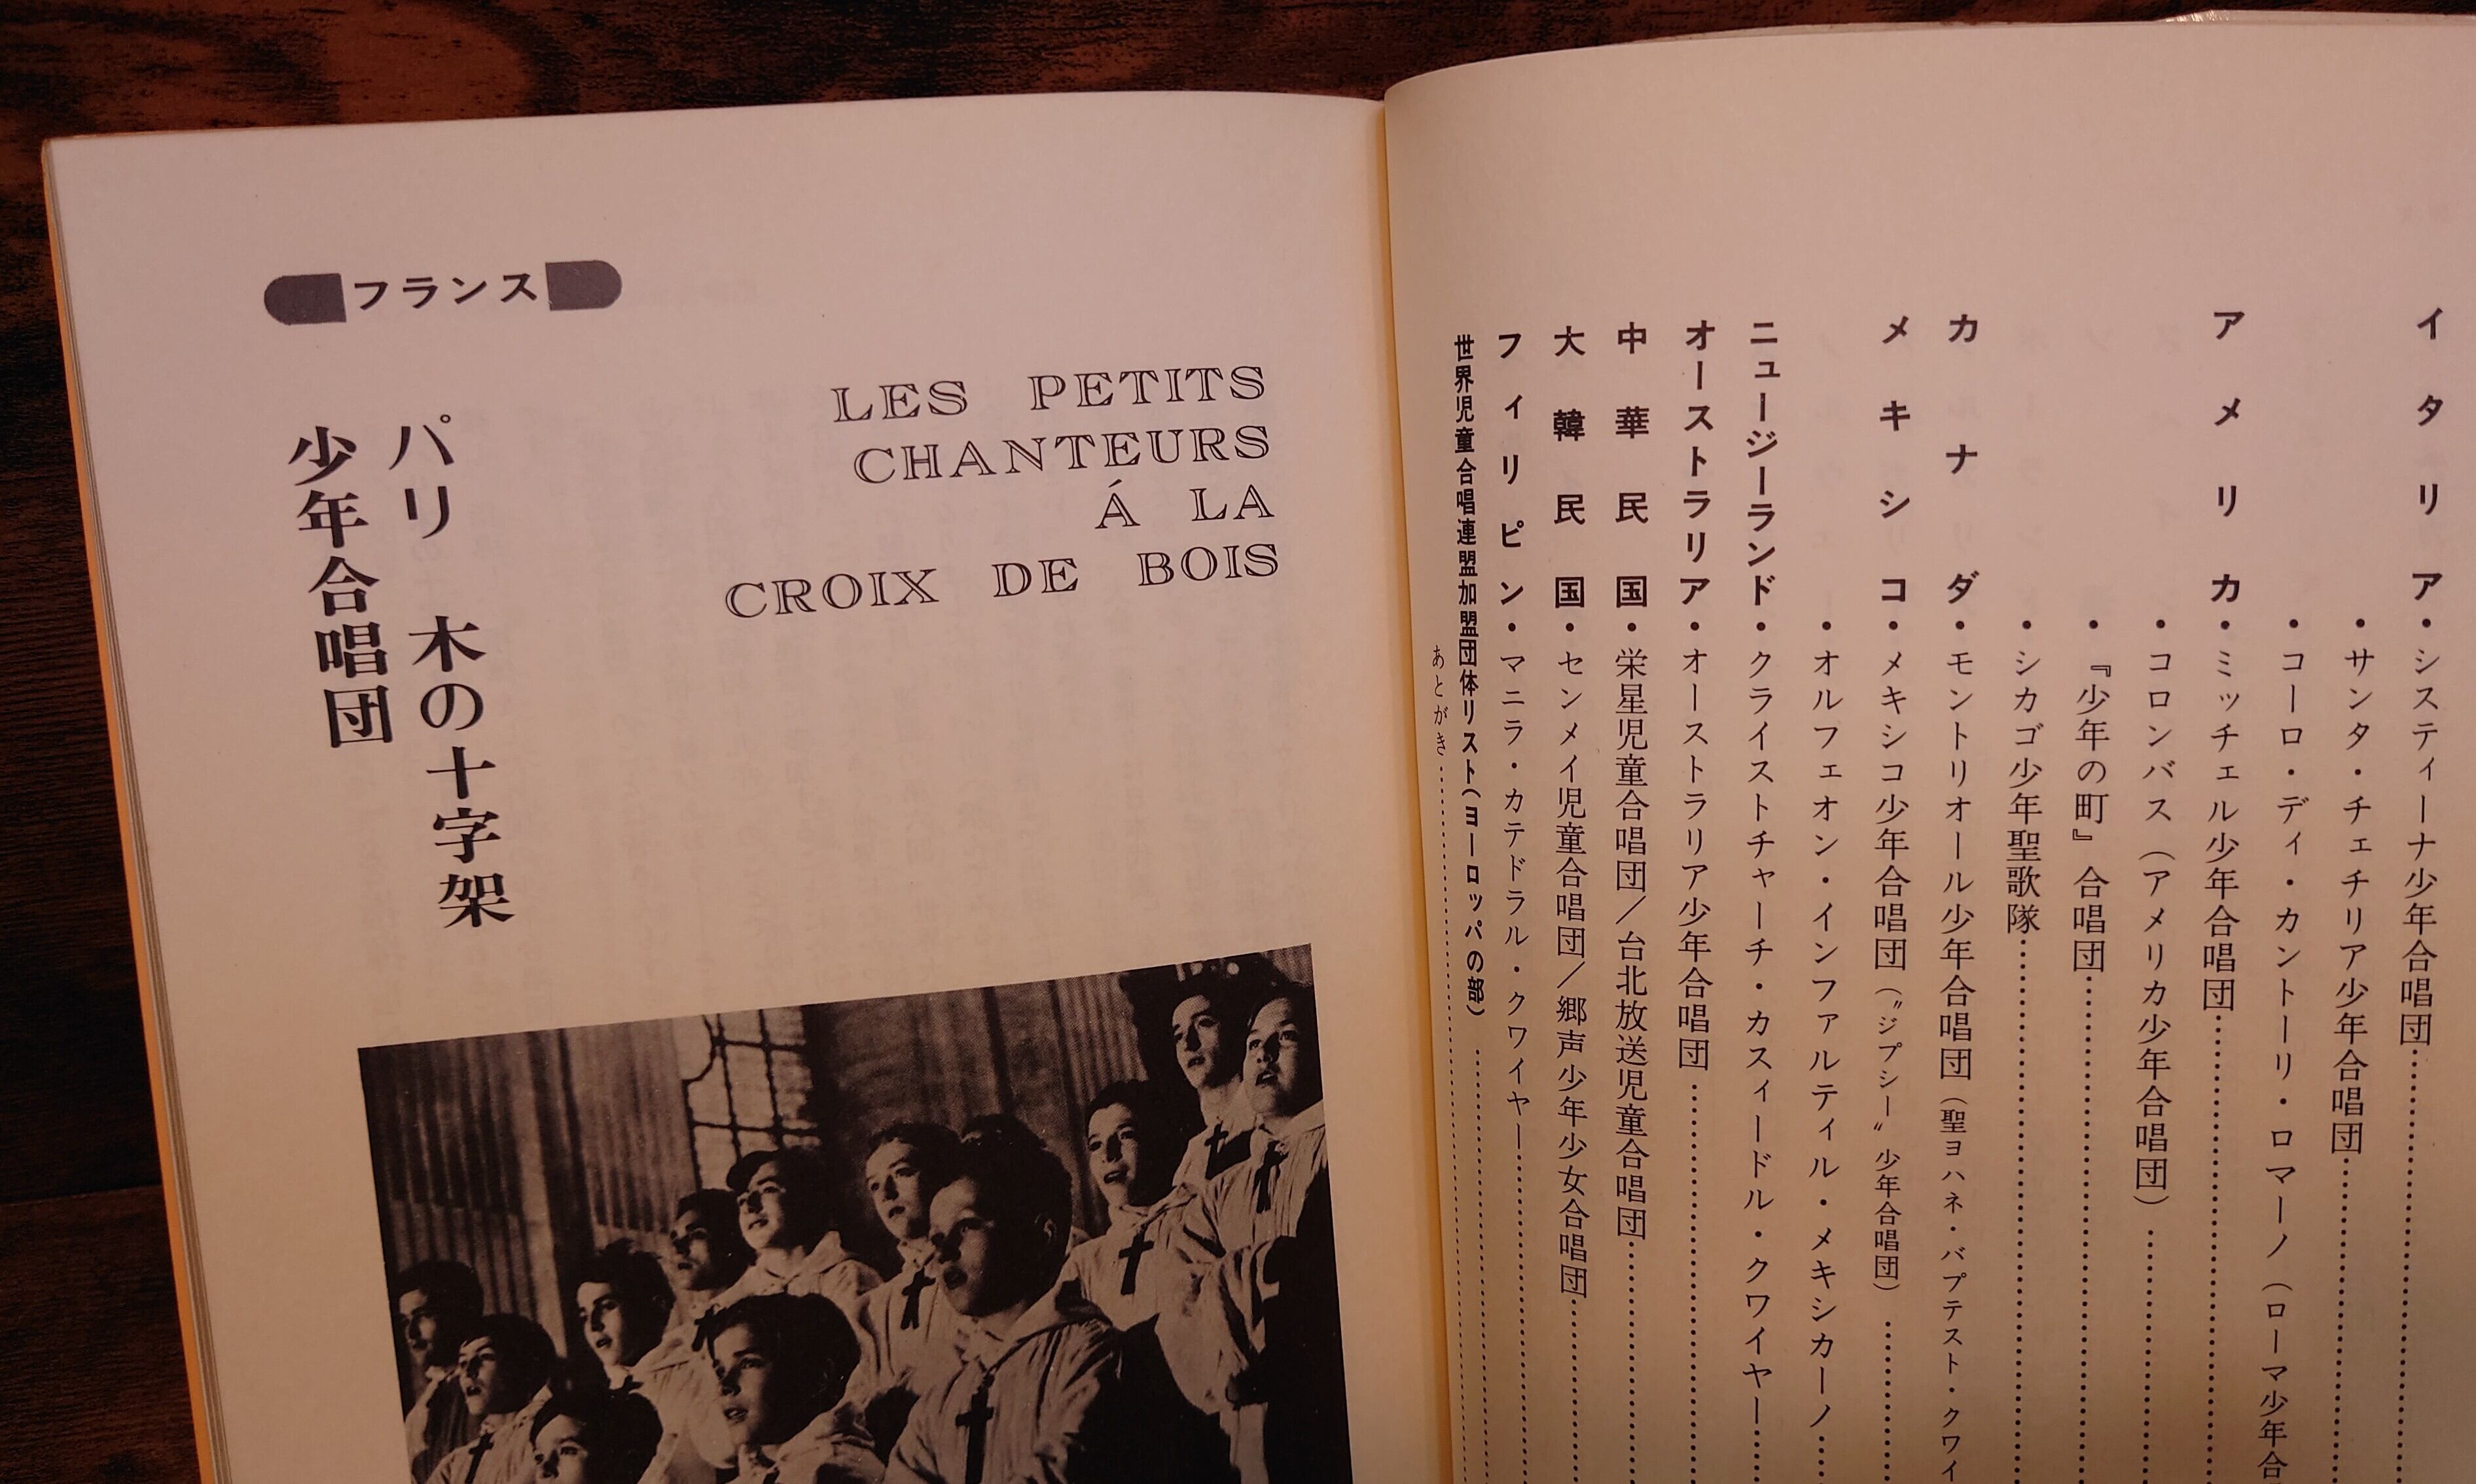 イタリア・システィーナ少年合唱団
・サンタ・チェチリア少年合唱団
・コーロ・ディ・カントーリ・ロマーノ（ローマ少年合
アメリカ・ミッチェル少年合唱団
・コロンバス（アメリカ少年合唱団）
・『少年の町』合唱団
・シカゴ少年聖歌隊
カナダ・モントリオール少年合唱団（聖ヨハネ・バプテスト・クワイ
メキシコ・メキシコ少年合唱団（〃ジプシー〃少年合唱団）
・オルフェオン・インファルティル・メキシカーノ
ニュージーランド・クライストチャーチ・カスィードル・クワイヤー
オーストラリア・オーストラリア少年合唱団
中華民国・栄星児童合唱団／台北放送児童合唱団
大韓民国・センメイ児童合唱団／郷声少年少女合唱団
フィリピン・マニラ・カテドラル・クワイヤー
世界児童合唱連盟加盟団体リスト（ヨーロッパの部）
あとがき
フランス
LES PETITS
CHANTEURS
Á LA
CROIX DE BOIS
パリ 木の十字架
少年合唱団